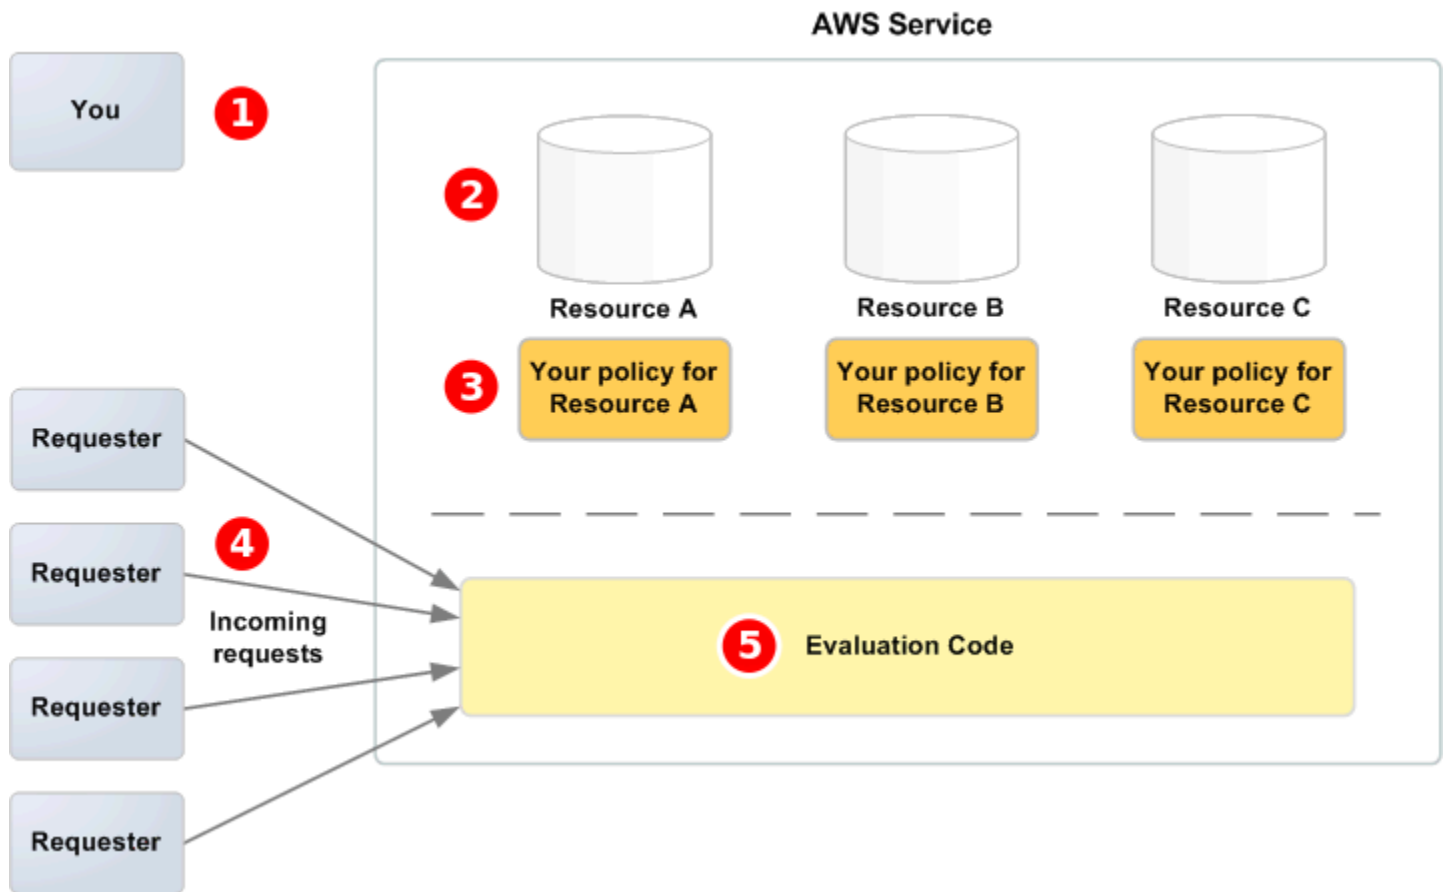 AWS Service
You
1
2
Resource A
Resource B
Resource C
3
Your policy for
Resource A
Your policy for
Resource B
Your policy for
Resource C
Requester
4
Requester
Incoming
requests
5
Evaluation Code
Requester
Requester